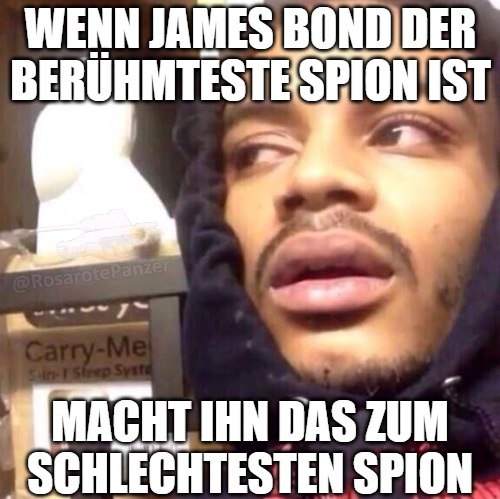 WENN JAMES BOND DER
BERÜHMTESTE SPION IST
@RosarotePanzer
Carry-Me
MACHT IHN DAS ZUM
SCHLECHTESTEN SPION